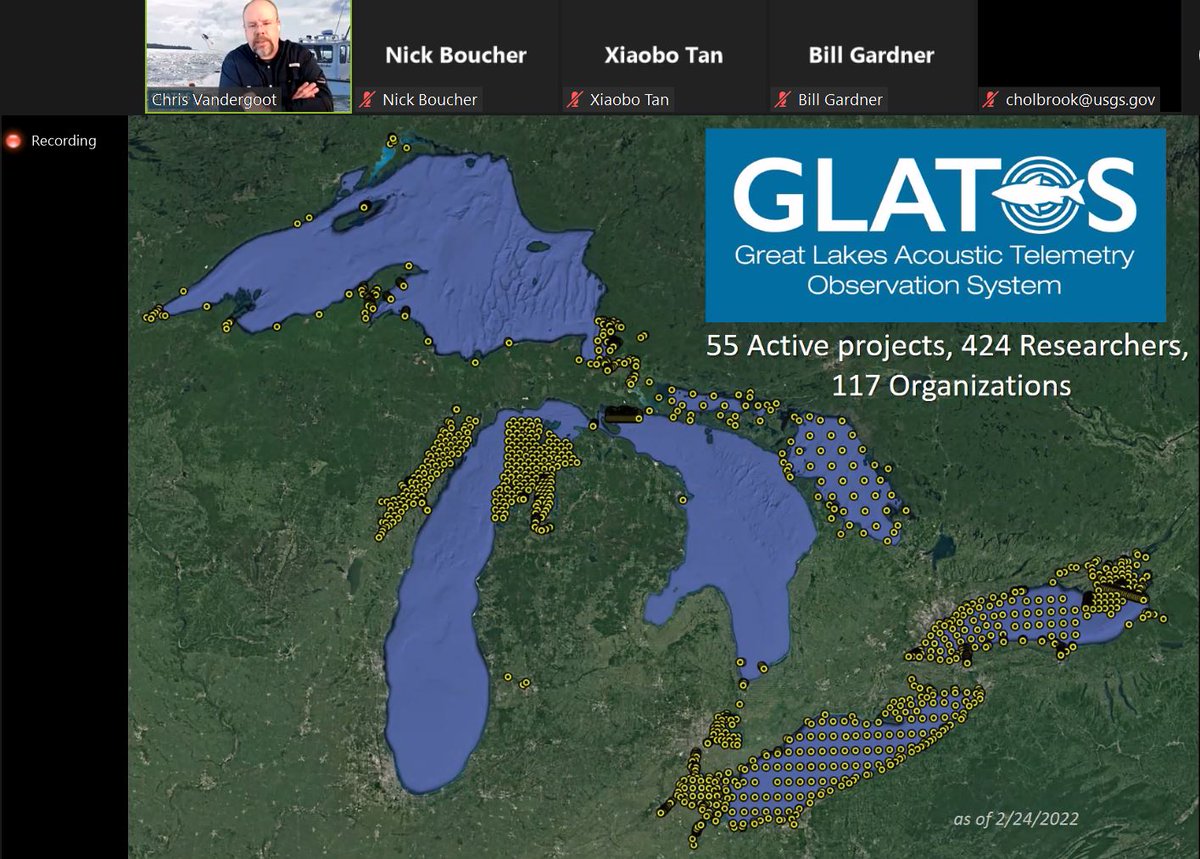 Nick Boucher
Xiaobo Tan
Bill Gardner
Chris Vandergoot
Nick Boucher
Xiaobo Tan
Bill Gardner
cholbrook@usgs.gov
Recording
GLATOS
Great Lakes Acoustic Telemetry
Observation System
55 Active projects, 424 Researchers,
117 Organizations
as of 2/24/2022